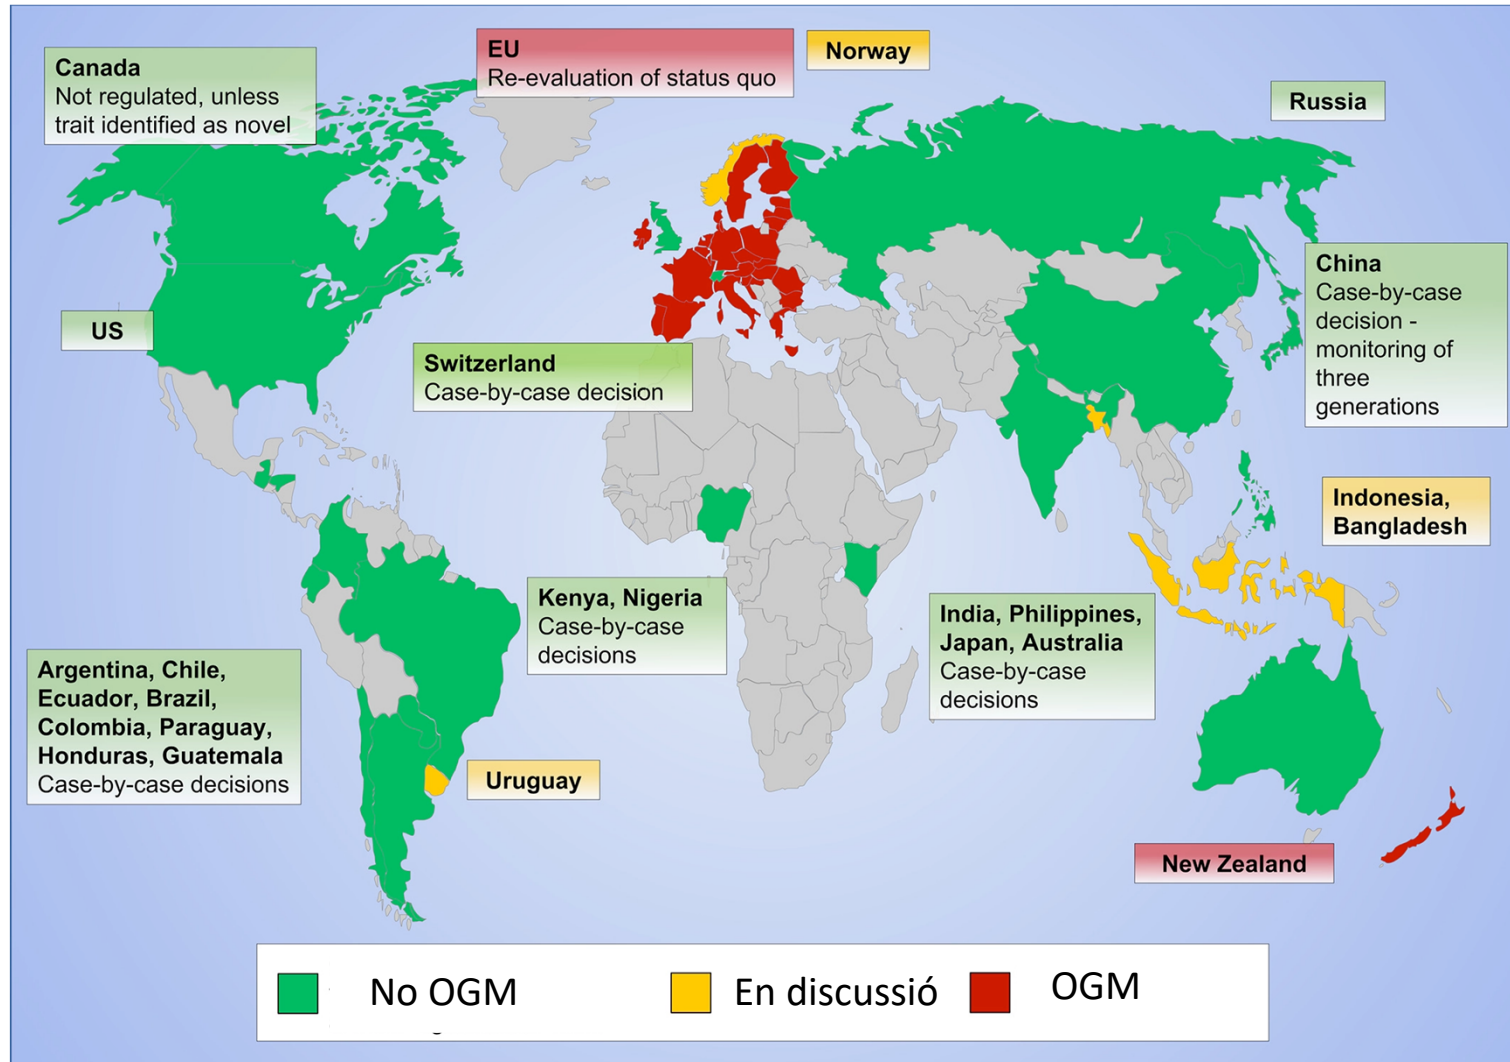 Canada
Not regulated, unless
trait identified as novel
EU
Re-evaluation of status quo
Norway
Russia
US
Switzerland
Case-by-case decision
China
Case-by-case
decision -
monitoring of
three
generations
Indonesia,
Bangladesh
Kenya, Nigeria
Case-by-case
decisions
India, Philippines,
Japan, Australia
Case-by-case
decisions
Argentina, Chile,
Ecuador, Brazil,
Colombia, Paraguay,
Honduras, Guatemala
Case-by-case decisions
Uruguay
New Zealand
No OGM
En discussió
OGM